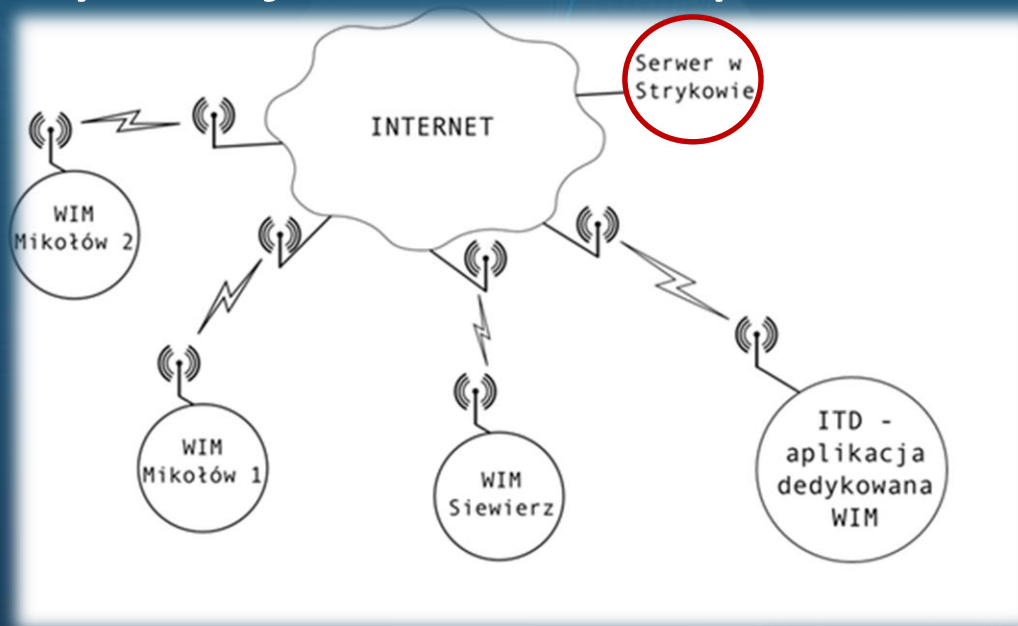 Serwer w
Strykowie
INTERNET
WIM
Mikołów 2
WIM
Mikołów 1
WIM
Siewierz
ITD -
aplikacja
dedykowana
WIM